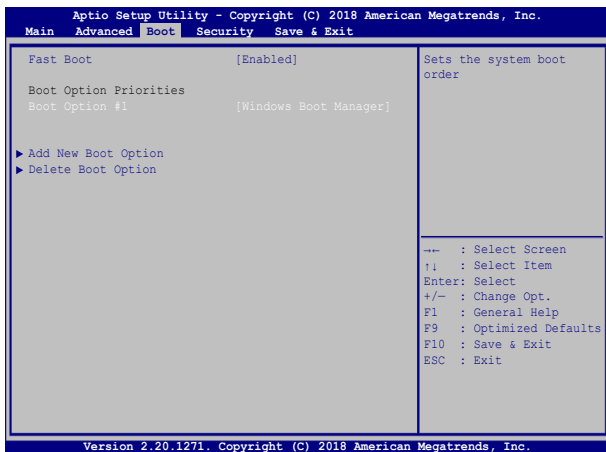 Aptio Setup Utility - Copyright (C) 2018 American Megatrends, Inc.
Main Advanced Boot Security Save & Exit
Fast Boot [Enabled]
Boot Option Priorities
Boot Option #1 [Windows Boot Manager]
Add New Boot Option
Delete Boot Option
Sets the system boot
order
→← : Select Screen
↑↓ : Select Item
Enter: Select
+/— : Change Opt.
F1 : General Help
F9 : Optimized Defaults
F10 : Save & Exit
ESC : Exit
Version 2.20.1271. Copyright (C) 2018 American Megatrends, Inc.